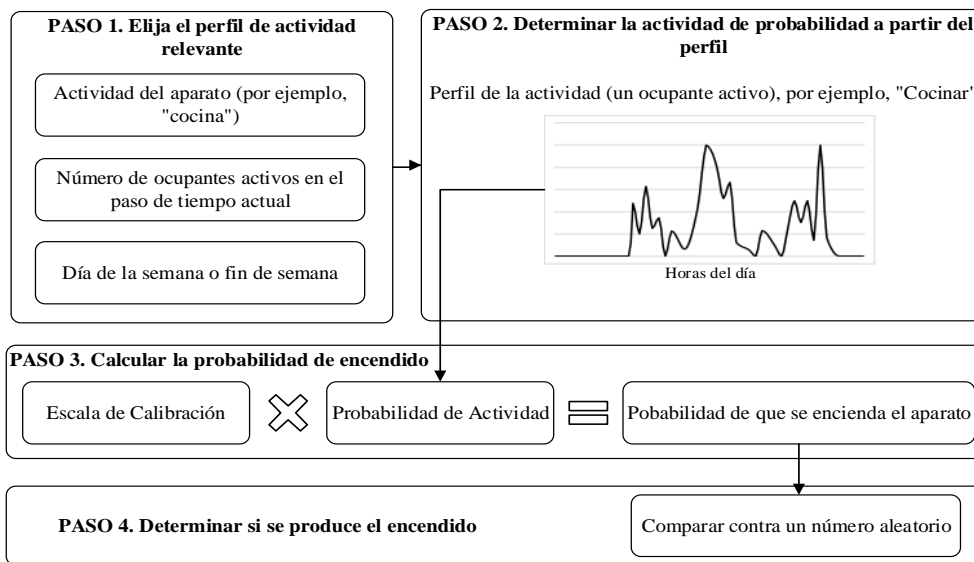 PASO 1. Elija el perfil de actividad
relevante
Actividad del aparato (por ejemplo,
"cocina")
Número de ocupantes activos en el
paso de tiempo actual
Día de la semana o fin de semana
PASO 2. Determinar la actividad de probabilidad a partir del
perfil
Perfil de la actividad (un ocupante activo), por ejemplo, "Cocinar"
Horas del día
PASO 3. Calcular la probabilidad de encendido
Escala de Calibración
Probabilidad de Actividad
Pobabilidad de que se encienda el aparato
PASO 4. Determinar si se produce el encendido
Comparar contra un número aleatorio